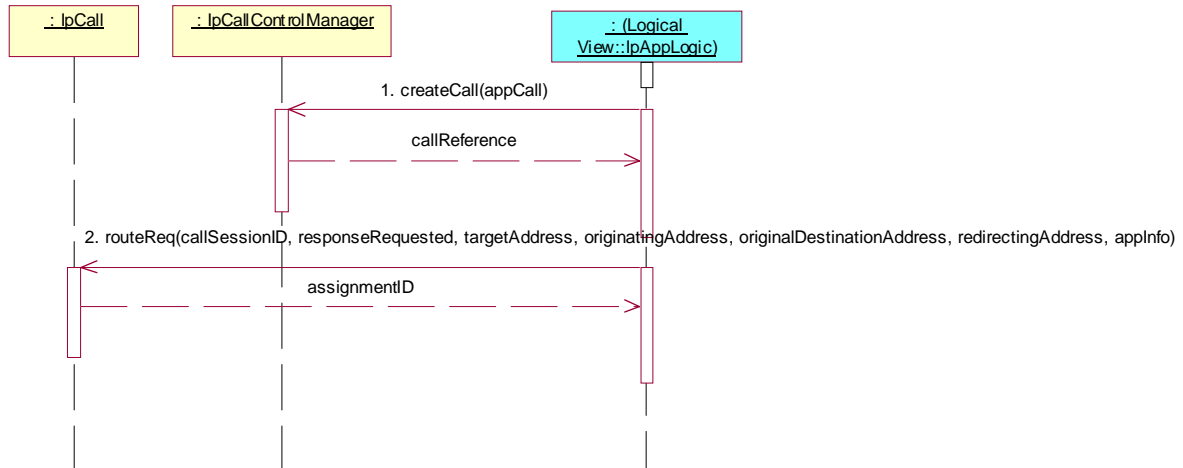 : IpCall
: IpCallControlManager
: (Logical
View::IpAppLogic)
1. createCall(appCall)
callReference
2. routeReq(callSessionID, responseRequested, targetAddress, originatingAddress, originalDestinationAddress, redirectingAddress, appInfo)
assignmentID